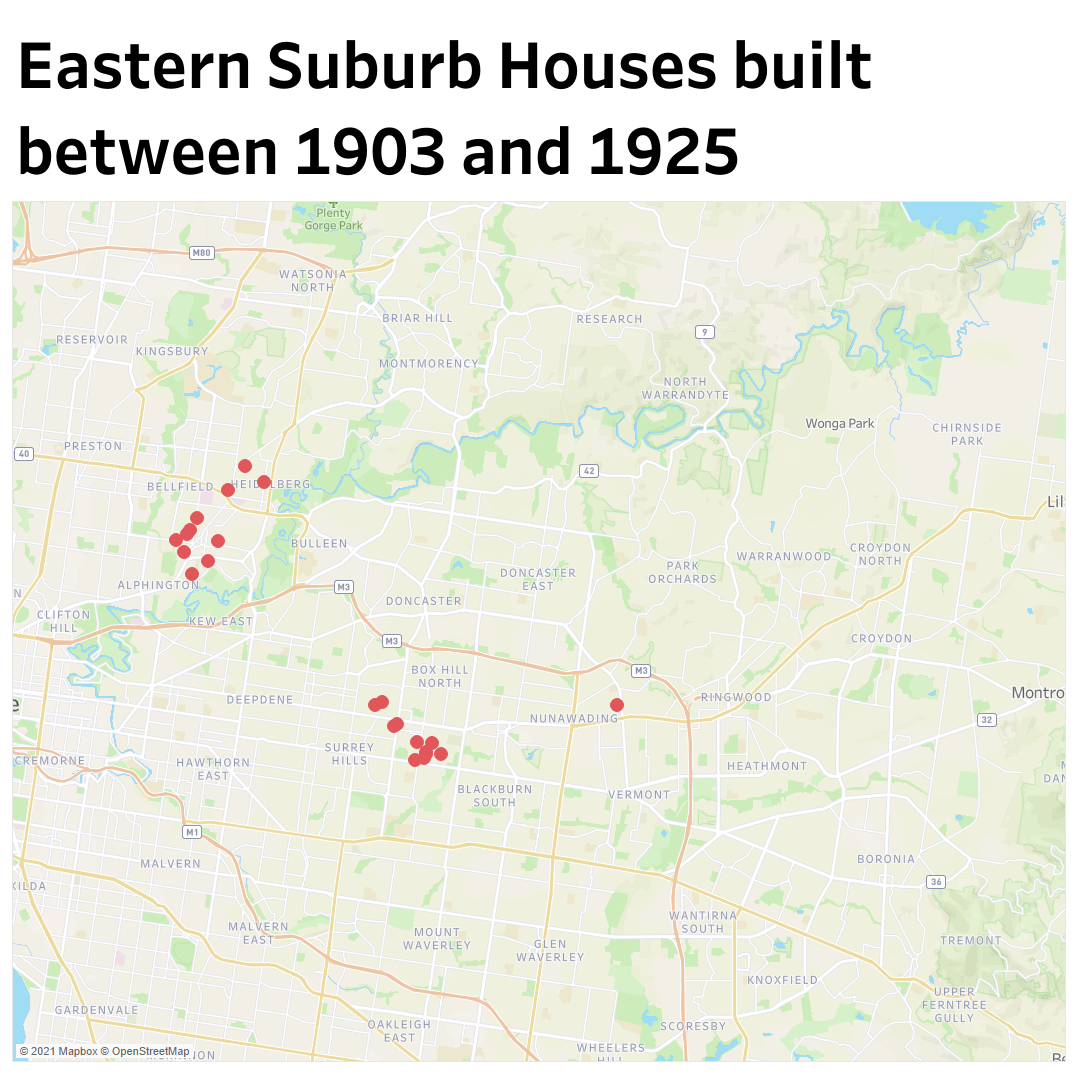 Eastern Suburb Houses built
between 1903 and 1925
Plenty
Gorge Park
M80
WATSONIA
NORTH
BRIAR HILL
RESEARCH
9
RESERVOIR
KINGSBURY
MONTMORENCY
NORTH
WARRANDYTE
Wonga Park
CHIRNSIDE
PARK
PRESTON
40
42
BELLFIELD
HEIDELBERG
Lil
BULLEEN
CROYDON
NORTH
WARRANWOOD
PARK
ORCHARDS
DONCASTER
EAST
ALPHINGTON
M3
N
DONCASTER
CLIFTON
HILL
KEW EAST
M3
CROYDON
BOX HILL
NORTH
M3
DEEPDENE
RINGWOOD
Montro
e
NUNAWADING
32
SURREY
HILLS
CREMORNE
HAWTHORN
EAST
HEATHMONT
DAN
BLACKBURN
SOUTH
VERMONT
M1
MALVERN
BORONIA
KILDA
36
WANTIRNA
SOUTH
MALVERN
EAST
MOUNT
WAVERLEY
GLEN
WAVERLEY
TREMONT
KNOXFIELD
UPPER
FERNTREE
GULLY
GARDENVALE
OAKLEIGH
EAST
SCORESBY
WHEELERS
HILL
© 2021 Mapbox © OpenStreetMap